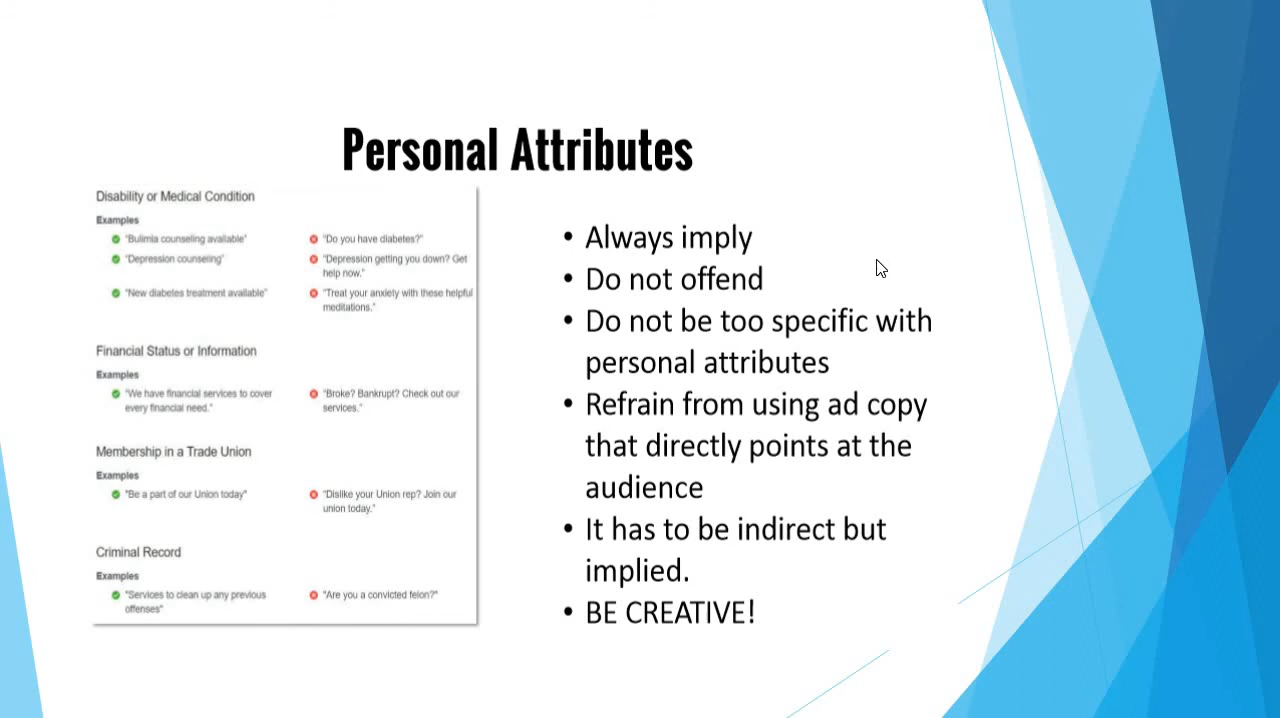 Personal Attributes
Disability or Medical Condition
Examples
"Bulimia counseling available"
"Do you have diabetes?"
"Depression counseling"
"Depression getting you down? Get
help now."
"New diabetes treatment available"
"Treat your anxiety with these helpful
meditations."
Financial Status or Information
Examples
"We have financial services to cover
every financial need."
"Broke? Bankrupt? Check out our
services."
Membership in a Trade Union
Examples
"Be a part of our Union today"
"Dislike your Union rep? Join our
union today."
Criminal Record
Examples
"Services to clean up any previous
offenses"
"Are you a convicted felon?"
• Always imply
• Do not offend
• Do not be too specific with
personal attributes
• Refrain from using ad copy
that directly points at the
audience
• It has to be indirect but
implied.
• BE CREATIVE!